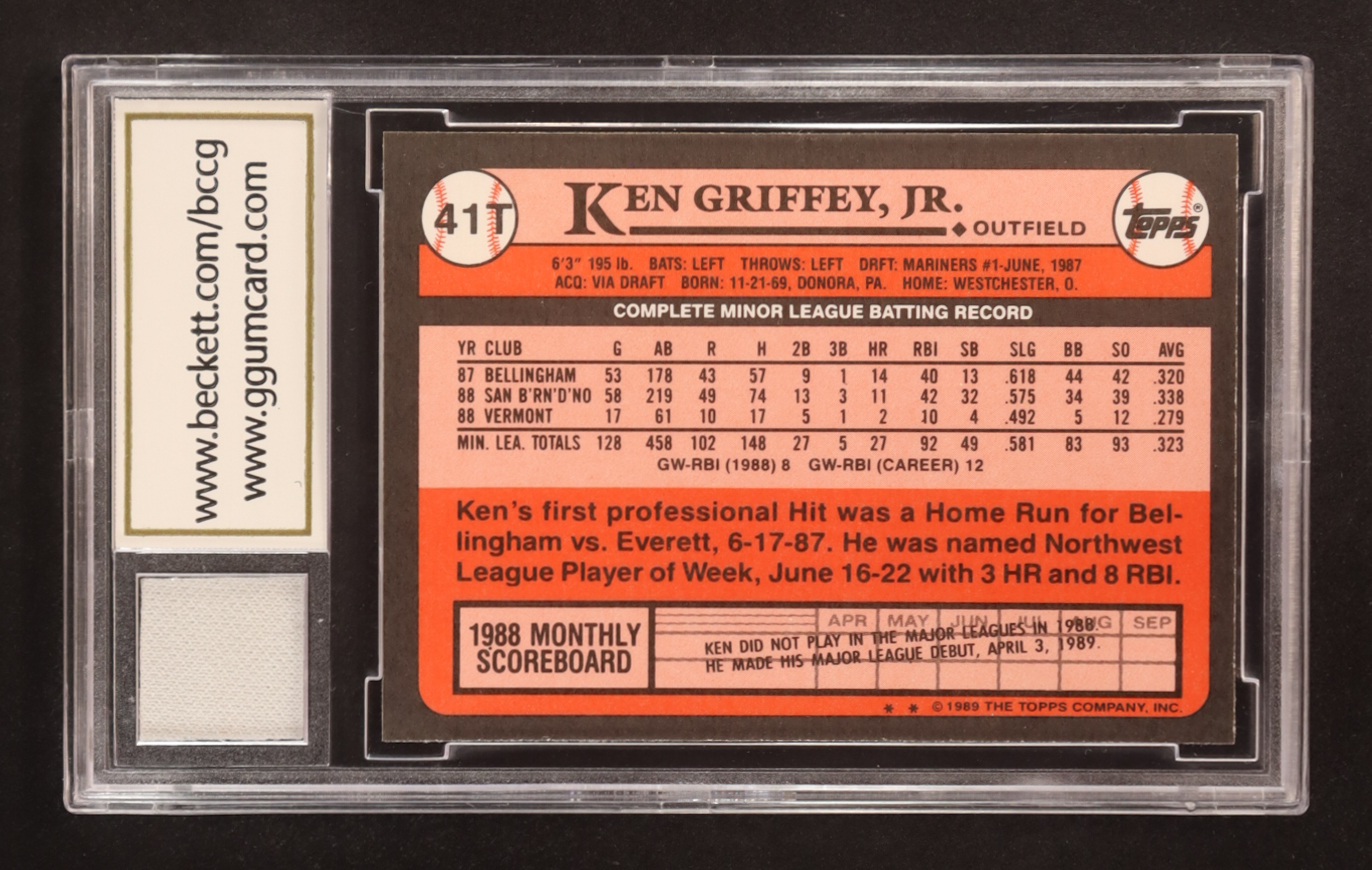 www.beckett.com/bccg
www.ggumcard.com
41T
KEN GRIFFEY, JR.
◆ OUTFIELD
TOPPS®
6'3" 195 lb. BATS: LEFT THROWS: LEFT DRFT: MARINERS #1-JUNE, 1987
ACQ: VIA DRAFT BORN: 11-21-69, DONORA, PA. HOME: WESTCHESTER, O.
COMPLETE MINOR LEAGUE BATTING RECORD
YR CLUB G AB R H 2B 3B HR RBI SB SLG BB SO AVG
87 BELLINGHAM 53 178 43 57 9 1 14 40 13 .618 44 42 .320
88 SAN B'RN'D'NO 58 219 49 74 13 3 11 42 32 .575 34 39 .338
88 VERMONT 17 61 10 17 5 1 2 10 4 .492 5 12 .279
MIN. LEA. TOTALS 128 458 102 148 27 5 27 92 49 .581 83 93 .323
GW-RBI (1988) 8 GW-RBI (CAREER) 12
Ken's first professional Hit was a Home Run for Bel-
lingham vs. Everett, 6-17-87. He was named Northwest
League Player of Week, June 16-22 with 3 HR and 8 RBI.
1988 MONTHLY
SCOREBOARD
APR MAY JUN JUL AUG SEP
KEN DID NOT PLAY IN THE MAJOR LEAGUES IN 1988.
HE MADE HIS MAJOR LEAGUE DEBUT, APRIL 3, 1989.
* * © 1989 THE TOPPS COMPANY, INC.